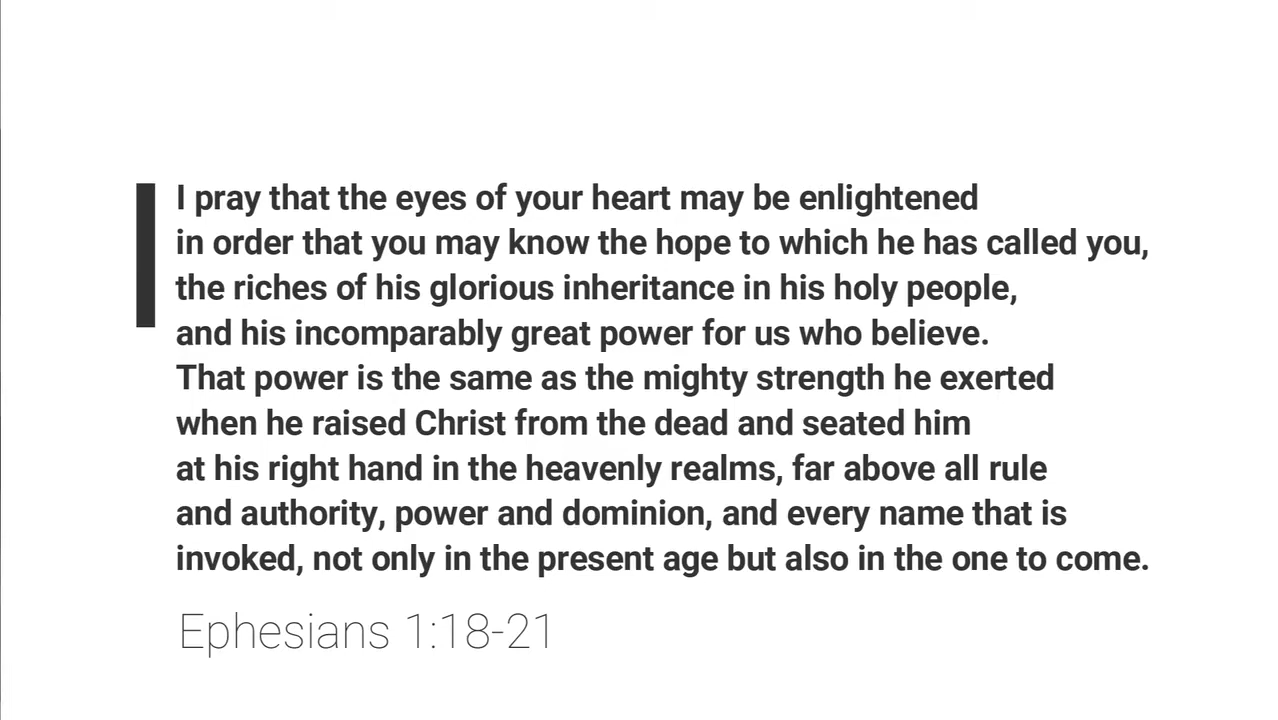 I pray that the eyes of your heart may be enlightened
in order that you may know the hope to which he has called you,
the riches of his glorious inheritance in his holy people,
and his incomparably great power for us who believe.
That power is the same as the mighty strength he exerted
when he raised Christ from the dead and seated him
at his right hand in the heavenly realms, far above all rule
and authority, power and dominion, and every name that is
invoked, not only in the present age but also in the one to come.
Ephesians 1:18-21